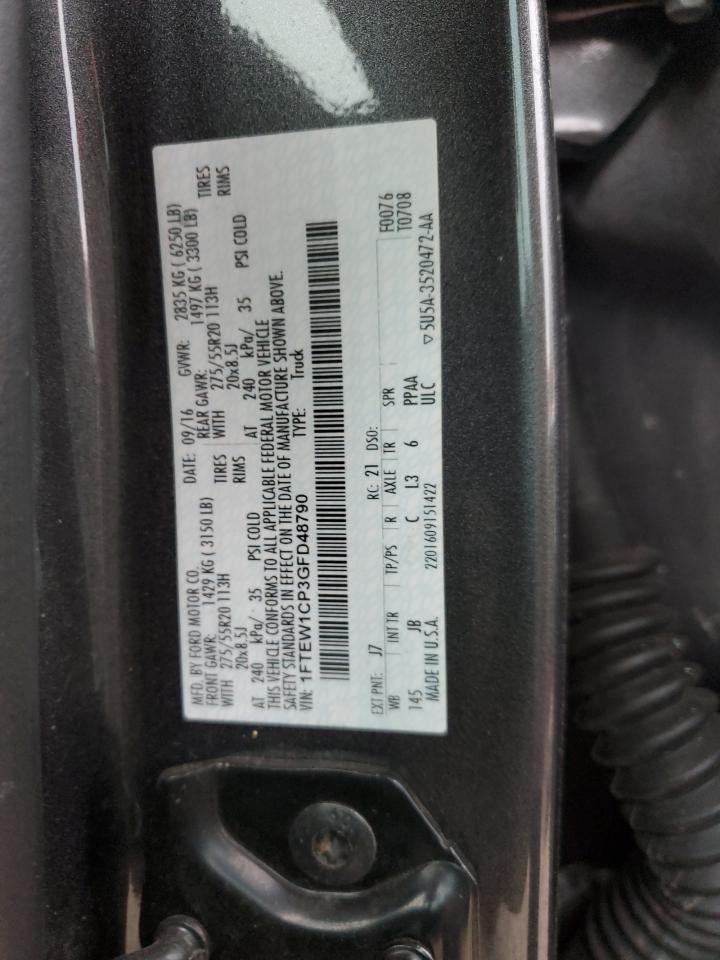 MFD. BY FORD MOTOR CO. DATE: 09/16 GVWR: 2835 KG ( 6250 LB)
FRONT GAWR: 1429 KG ( 3150 LB) REAR GAWR: 1497 KG ( 3300 LB)
WITH 275/55R20 113H TIRES WITH 275/55R20 113H TIRES
20x8.5J RIMS 20x8.5J RIMS
AT 240 kPa/ 35 PSI COLD AT 240 kPa/ 35 PSI COLD
THIS VEHICLE CONFORMS TO ALL APPLICABLE FEDERAL MOTOR VEHICLE
SAFETY STANDARDS IN EFFECT ON THE DATE OF MANUFACTURE SHOWN ABOVE.
VIN: 1FTEW1CP3GFD48790 TYPE: Truck
EXT PNT: J7 RC: 21 DSO: F0076
WB INT TR TP/PS R AXLE TR SPR T0708
145 JB C L3 6 PPAA
MADE IN U.S.A. 2201609151422 ULC ▽5U5A-3520472-AA